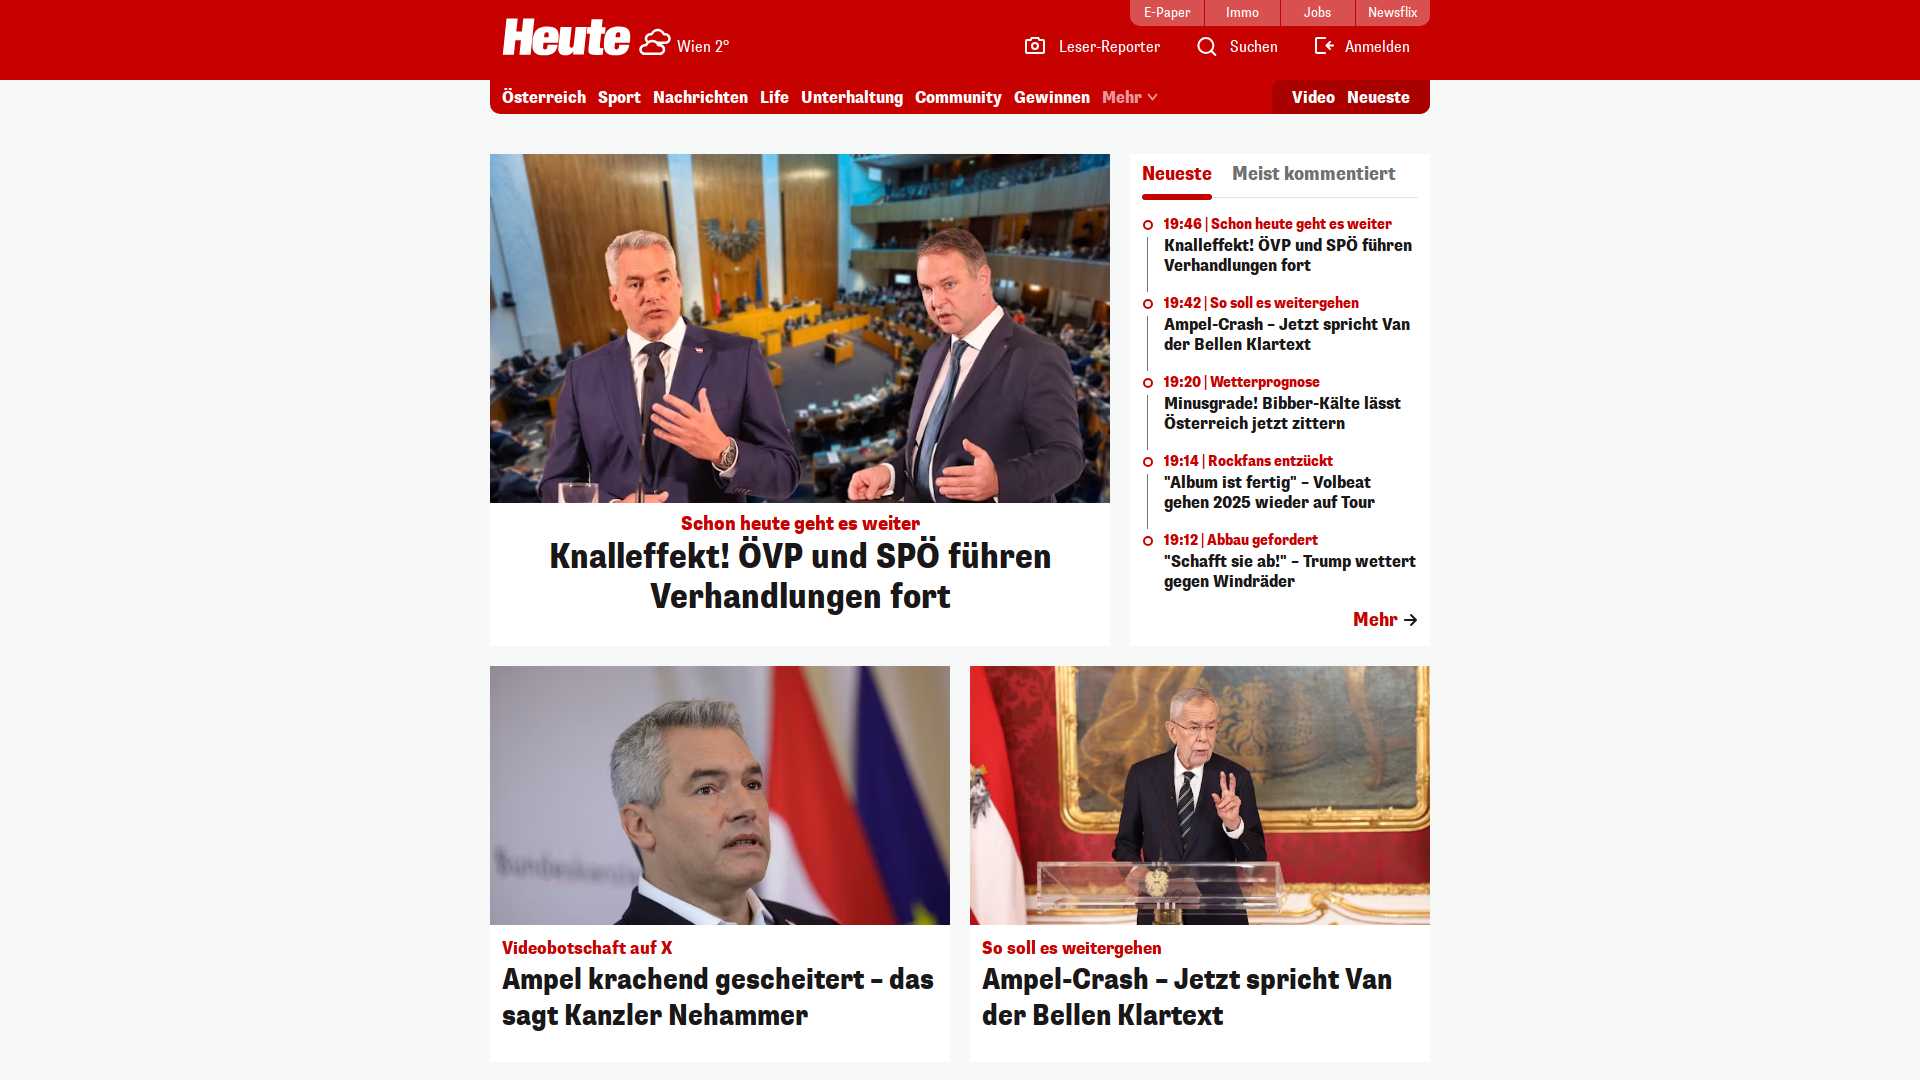 E-Paper
Immo
Jobs
Newsflix
Heute
Wien 2°
Leser-Reporter
Suchen
Anmelden
Österreich
Sport
Nachrichten
Life
Unterhaltung
Community
Gewinnen
Mehr
Video
Neueste
Schon heute geht es weiter
Knalleffekt! ÖVP und SPÖ führen
Verhandlungen fort
Neueste
Meist kommentiert
19:46 | Schon heute geht es weiter
Knalleffekt! ÖVP und SPÖ führen
Verhandlungen fort
19:42 | So soll es weitergehen
Ampel-Crash – Jetzt spricht Van
der Bellen Klartext
19:20 | Wetterprognose
Minusgrade! Bibber-Kälte lässt
Österreich jetzt zittern
19:14 | Rockfans entzückt
"Album ist fertig" – Volbeat
gehen 2025 wieder auf Tour
19:12 | Abbau gefordert
"Schafft sie ab!" – Trump wettert
gegen Windräder
Mehr
Bundeskanzle
Videobotschaft auf X
Ampel krachend gescheitert – das
sagt Kanzler Nehammer
So soll es weitergehen
Ampel-Crash – Jetzt spricht Van
der Bellen Klartext